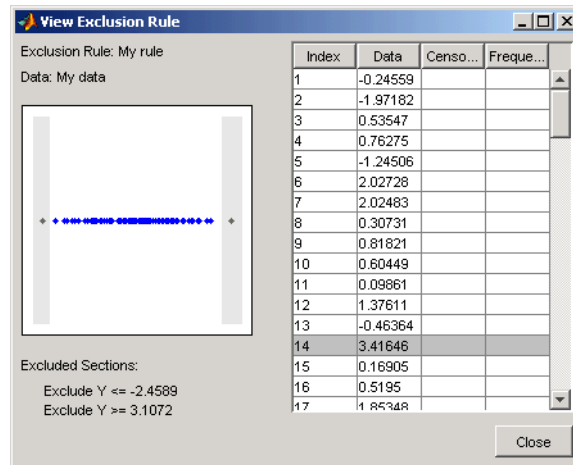 View Exclusion Rule
Exclusion Rule: My rule
Data: My data
Excluded Sections:
Exclude Y <= -2.4589
Exclude Y >= 3.1072
Index Data Censo... Freque...
1 -0.24559
2 -1.97182
3 0.53547
4 0.76275
5 -1.24506
6 2.02728
7 2.02483
8 0.30731
9 0.81821
10 0.60449
11 0.09861
12 1.37611
13 -0.46364
14 3.41646
15 0.16905
16 0.5195
17 1.85348
Close